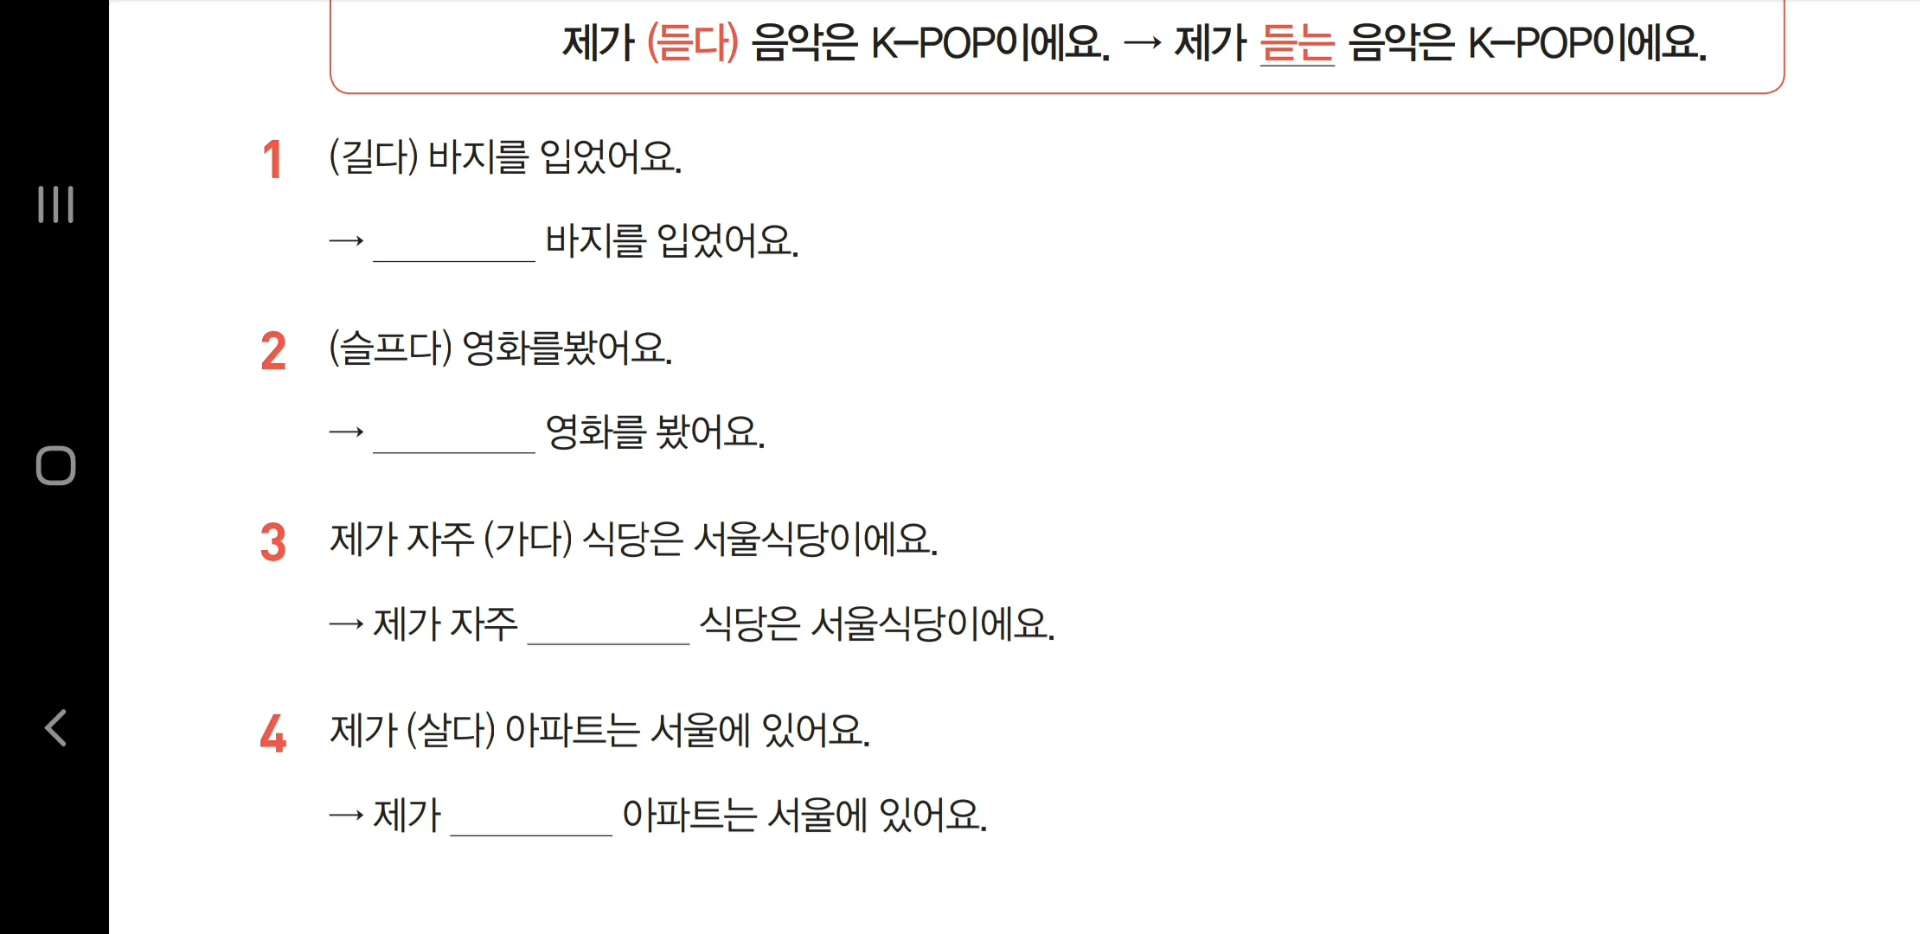 제가 (듣다) 음악은 K-POP이에요. → 제가 듣는 음악은 K-POP이에요.
1 (길다) 바지를 입었어요.
→ ________ 바지를 입었어요.
2 (슬프다) 영화를봤어요.
→ ________ 영화를 봤어요.
3 제가 자주 (가다) 식당은 서울식당이에요.
→ 제가 자주 ________ 식당은 서울식당이에요.
4 제가 (살다) 아파트는 서울에 있어요.
→ 제가 ________ 아파트는 서울에 있어요.